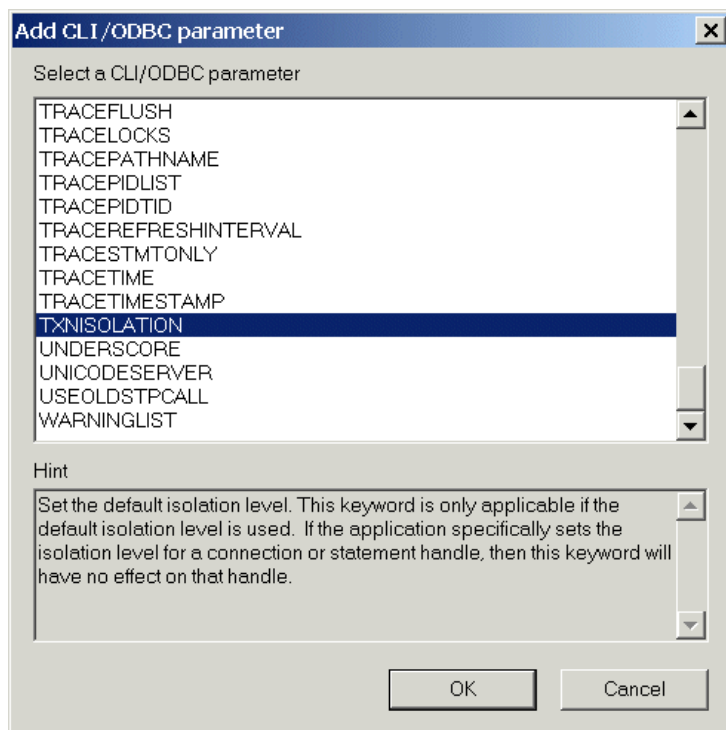 Add CLI/ODBC parameter
Select a CLI/ODBC parameter
TRACEFLUSH
TRACELOCKS
TRACEPATHNAME
TRACEPIDLIST
TRACEPIDTID
TRACEREFRESHINTERVAL
TRACESTMTONLY
TRACETIME
TRACETIMESTAMP
TXNISOLATION
UNDERSCORE
UNICODESERVER
USEOLDSTPCALL
WARNINGLIST
Hint
Set the default isolation level. This keyword is only applicable if the
default isolation level is used.  If the application specifically sets the
isolation level for a connection or statement handle, then this keyword will
have no effect on that handle.
OK
Cancel